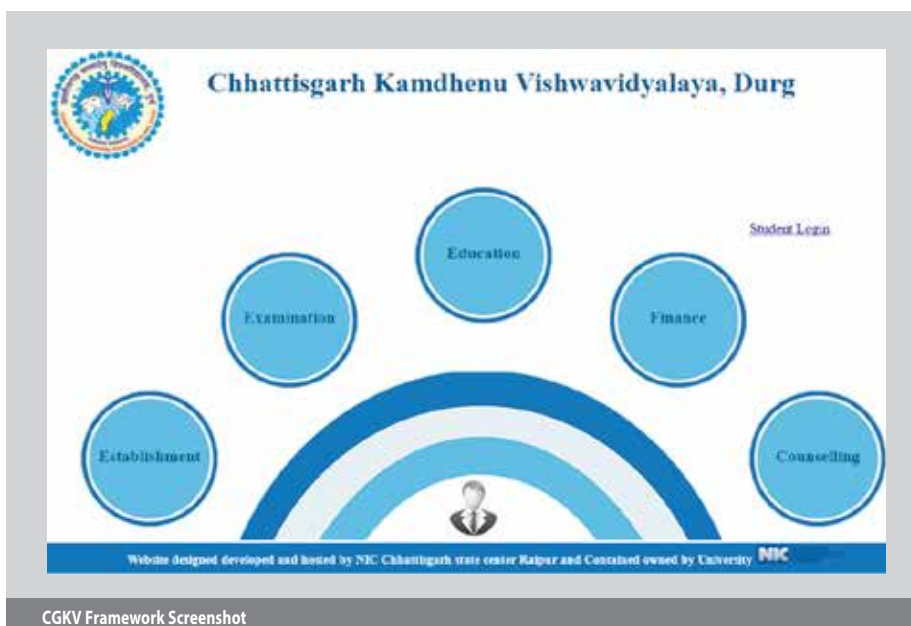 Chhattisgarh Kamdhenu Vishwavidyalaya, Durg
Student Login
Education
Examination
Finance
Establishment
Counselling
Website designed developed and hosted by NIC Chhattisgarh state center Raipur and Contained owned by University NIC
CGKV Framework Screenshot